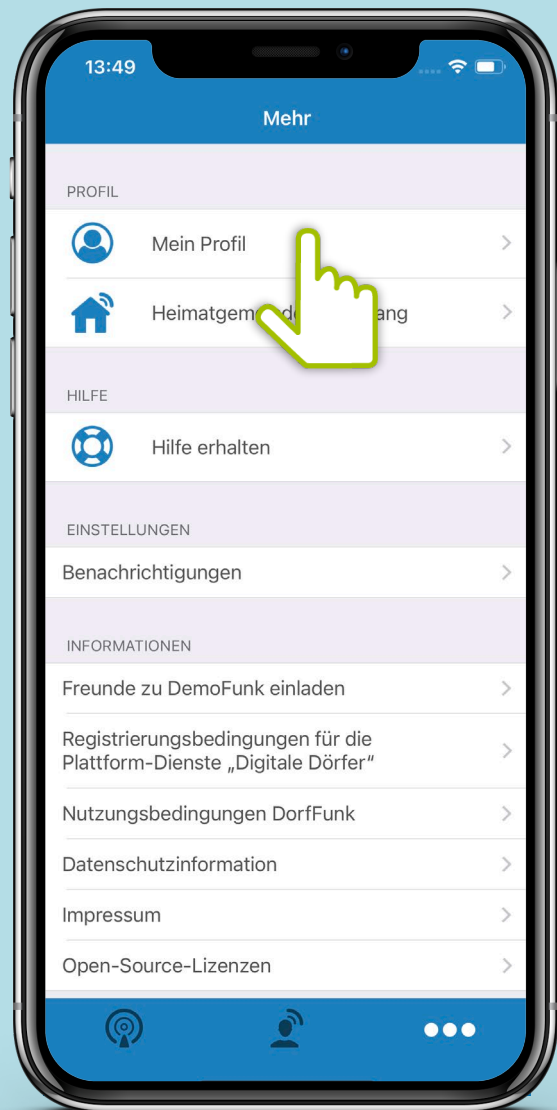 13:49
Mehr
PROFIL
Mein Profil
Heimatgem ang
HILFE
Hilfe erhalten
EINSTELLUNGEN
Benachrichtigungen
INFORMATIONEN
Freunde zu DemoFunk einladen
Registrierungsbedingungen für die
Plattform-Dienste „Digitale Dörfer“
Nutzungsbedingungen DorfFunk
Datenschutzinformation
Impressum
Open-Source-Lizenzen